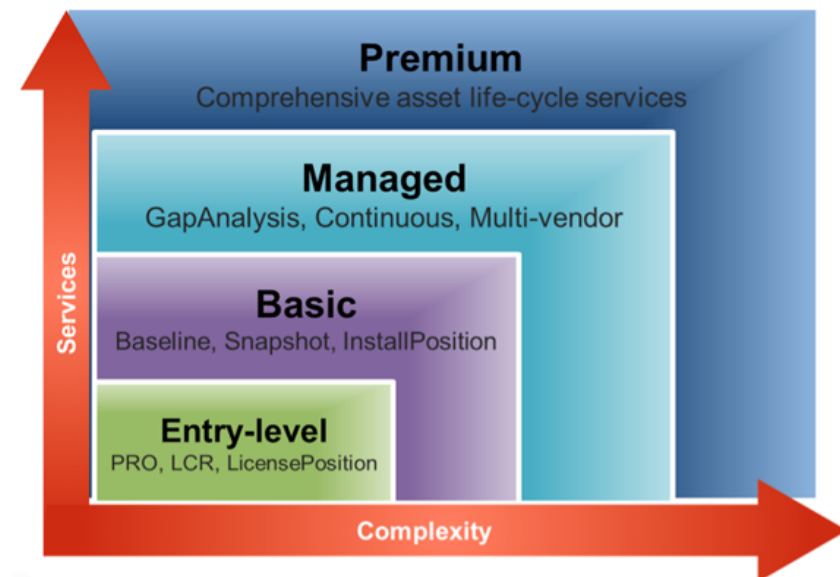 Premium
Comprehensive asset life-cycle services
Managed
GapAnalysis, Continuous, Multi-vendor
Basic
Baseline, Snapshot, InstallPosition
Entry-level
PRO, LCR, LicensePosition
Services
Complexity